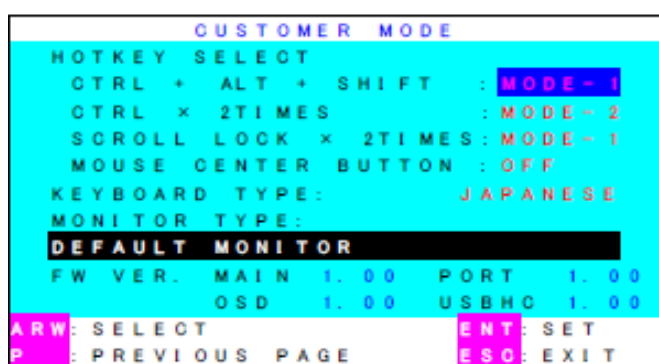 CUSTOMER MODE
HOTKEY SELECT
CTRL + ALT + SHIFT : MODE-1
CTRL × 2TIMES : MODE-2
SCROLL LOCK × 2TIMES: MODE-1
MOUSE CENTER BUTTON : OFF
KEYBOARD TYPE: JAPANESE
MONITOR TYPE:
DEFAULT MONITOR
FW VER. MAIN 1.00 PORT 1.00
OSD 1.00 USBHC 1.00
ARW: SELECT ENT: SET
P : PREVIOUS PAGE ESC: EXIT